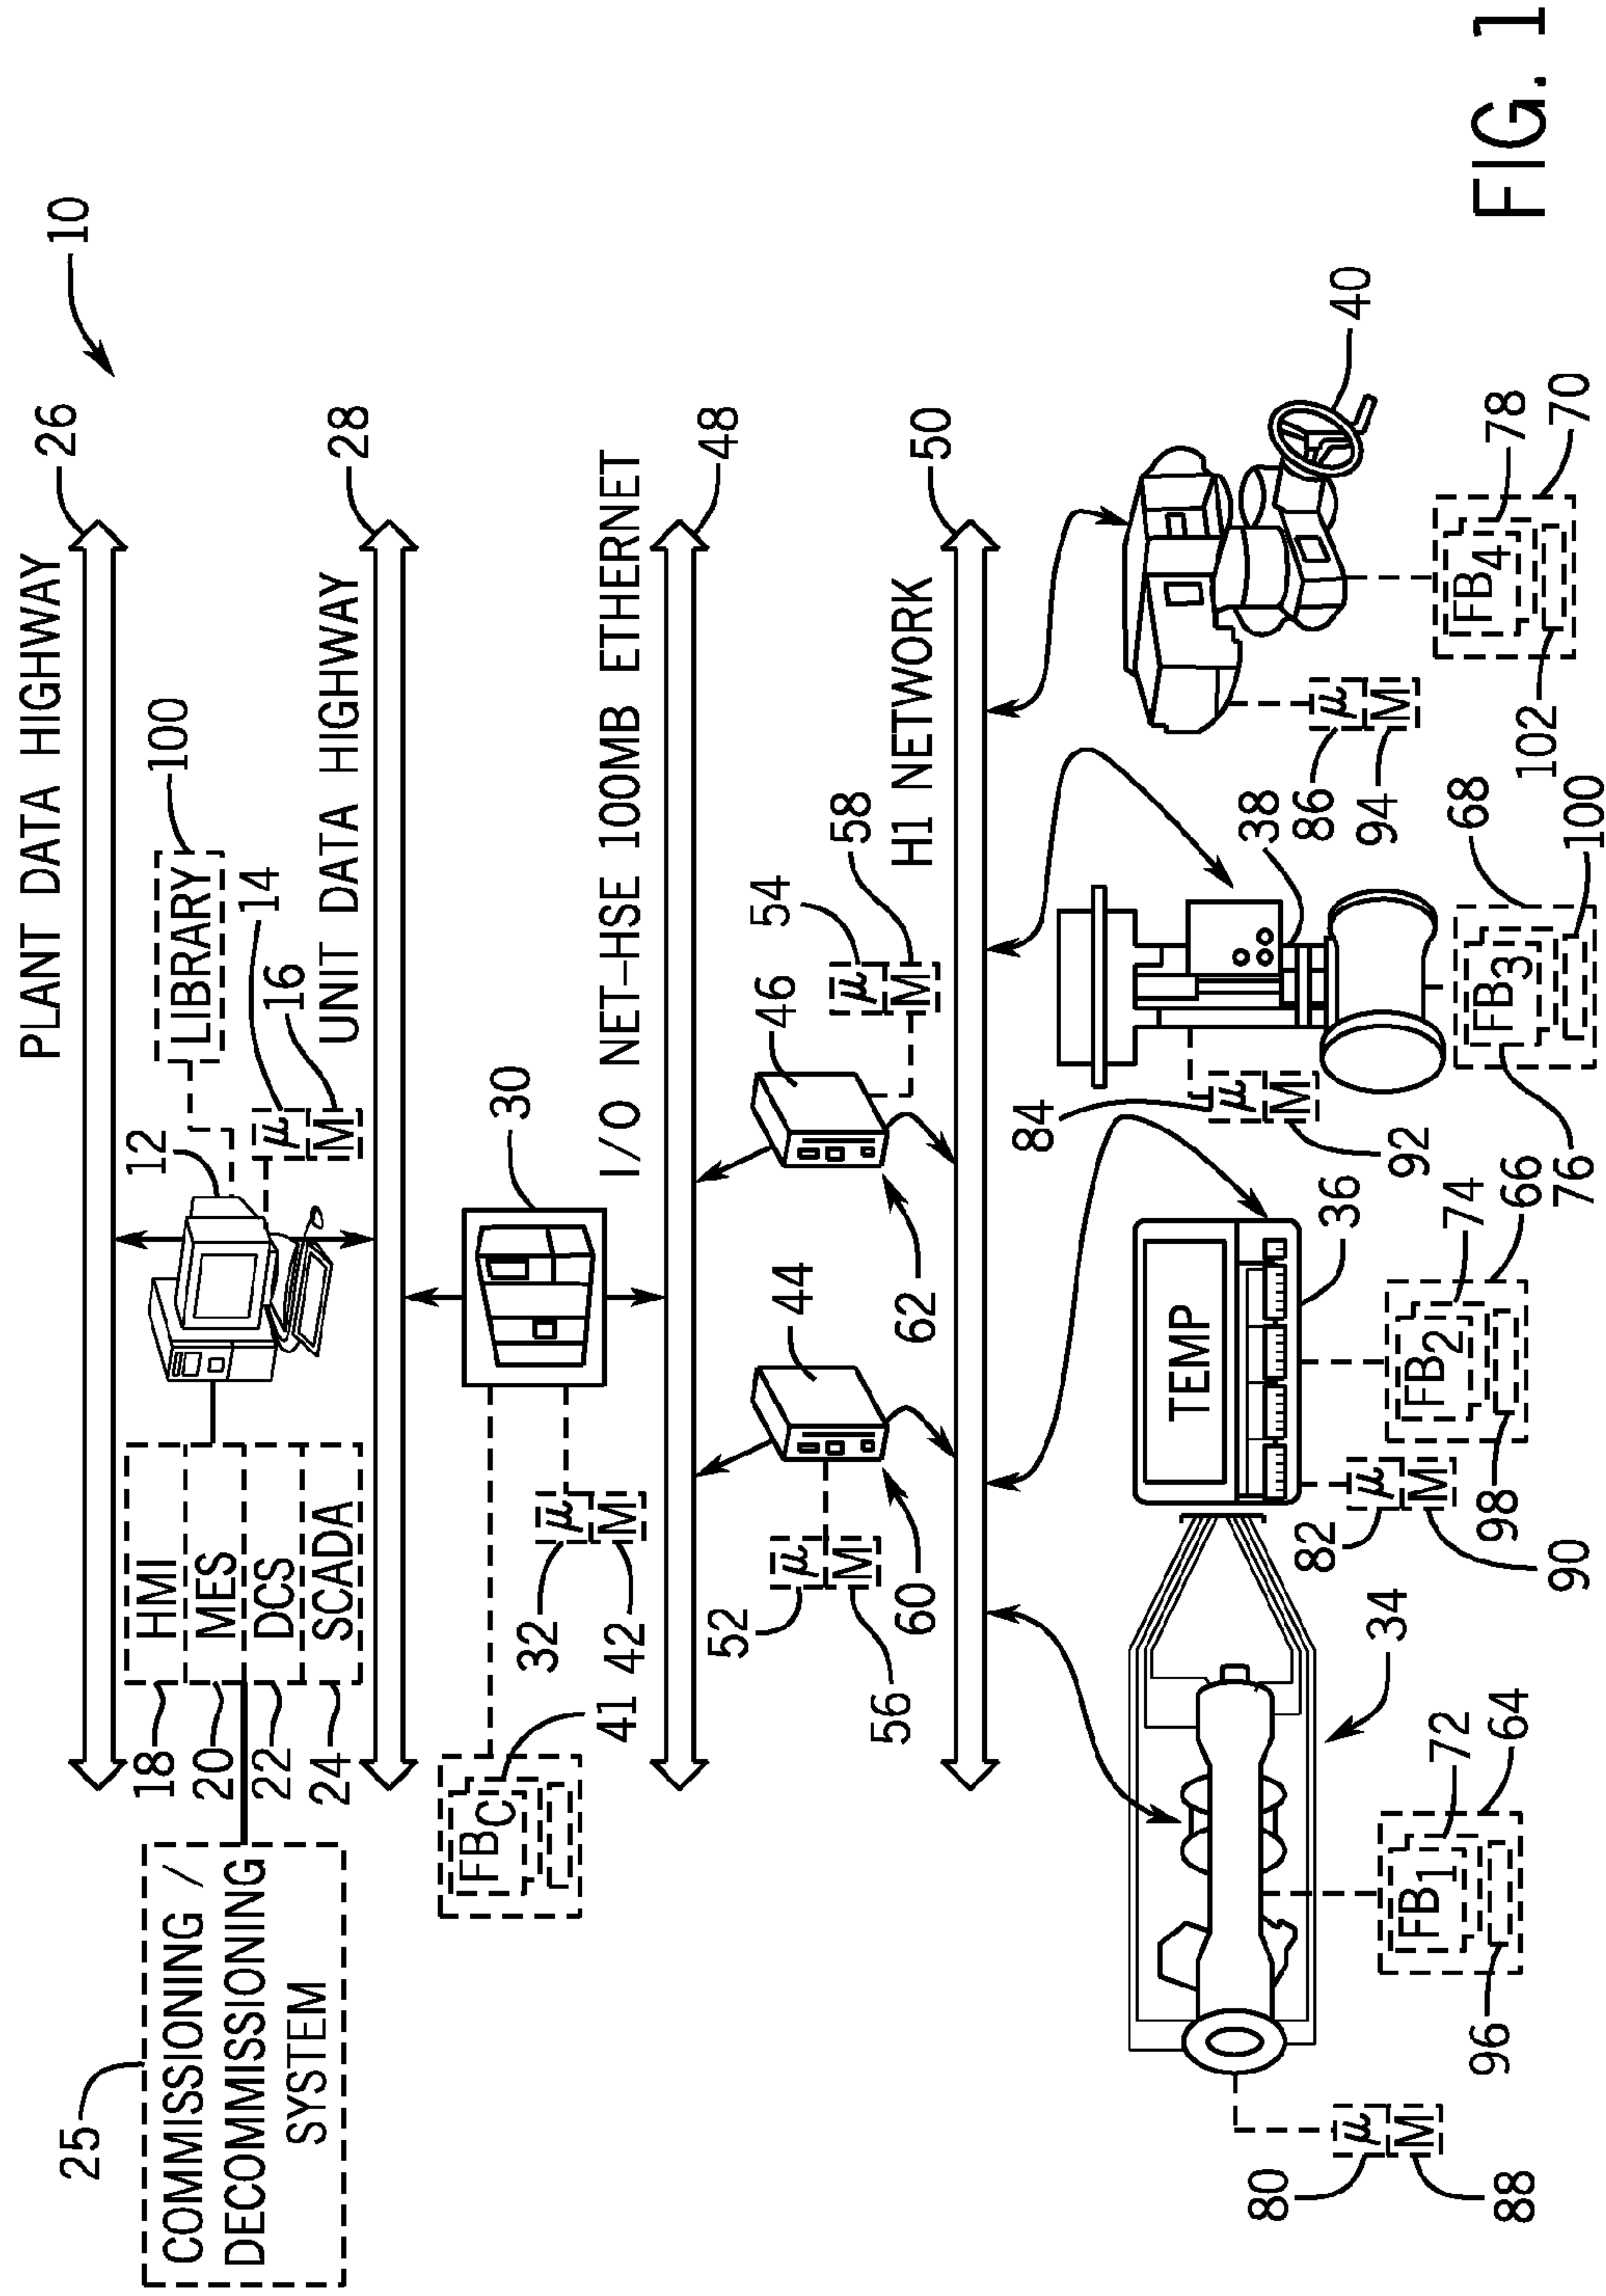 PLANT DATA HIGHWAY
26
10
25
COMMISSIONING /
DECOMMISSIONING
SYSTEM
18
20
22
24
HMI
MES
DCS
SCADA
12
LIBRARY
100
14
16
μ
M
UNIT DATA HIGHWAY
28
FBC
41
32
42
μ
M
30
I/O NET-HSE 100MB ETHERNET
48
52
56
μ
M
60
44
62
46
μ
M
54
58
H1 NETWORK
50
80
88
μ
M
34
FB1
72
64
96
TEMP
36
82
90
μ
M
FB2
74
66
98
84
92
μ
M
38
FB3
76
68
100
86
94
μ
M
40
FB4
78
70
102
FIG. 1